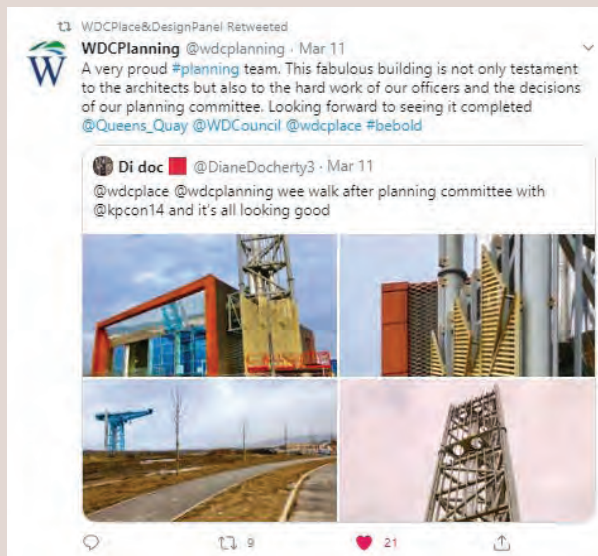 WDCPlace&DesignPanel Retweeted
WDCPlanning @wdcplanning · Mar 11
A very proud #planning team. This fabulous building is not only testament
to the architects but also to the hard work of our officers and the decisions
of our planning committee. Looking forward to seeing it completed
@Queens_Quay @WDCouncil @wdcplace #bebold
W
Di doc @DianeDocherty3 · Mar 11
@wdcplace @wdcplanning wee walk after planning committee with
@kpcon14 and it's all looking good
9
21